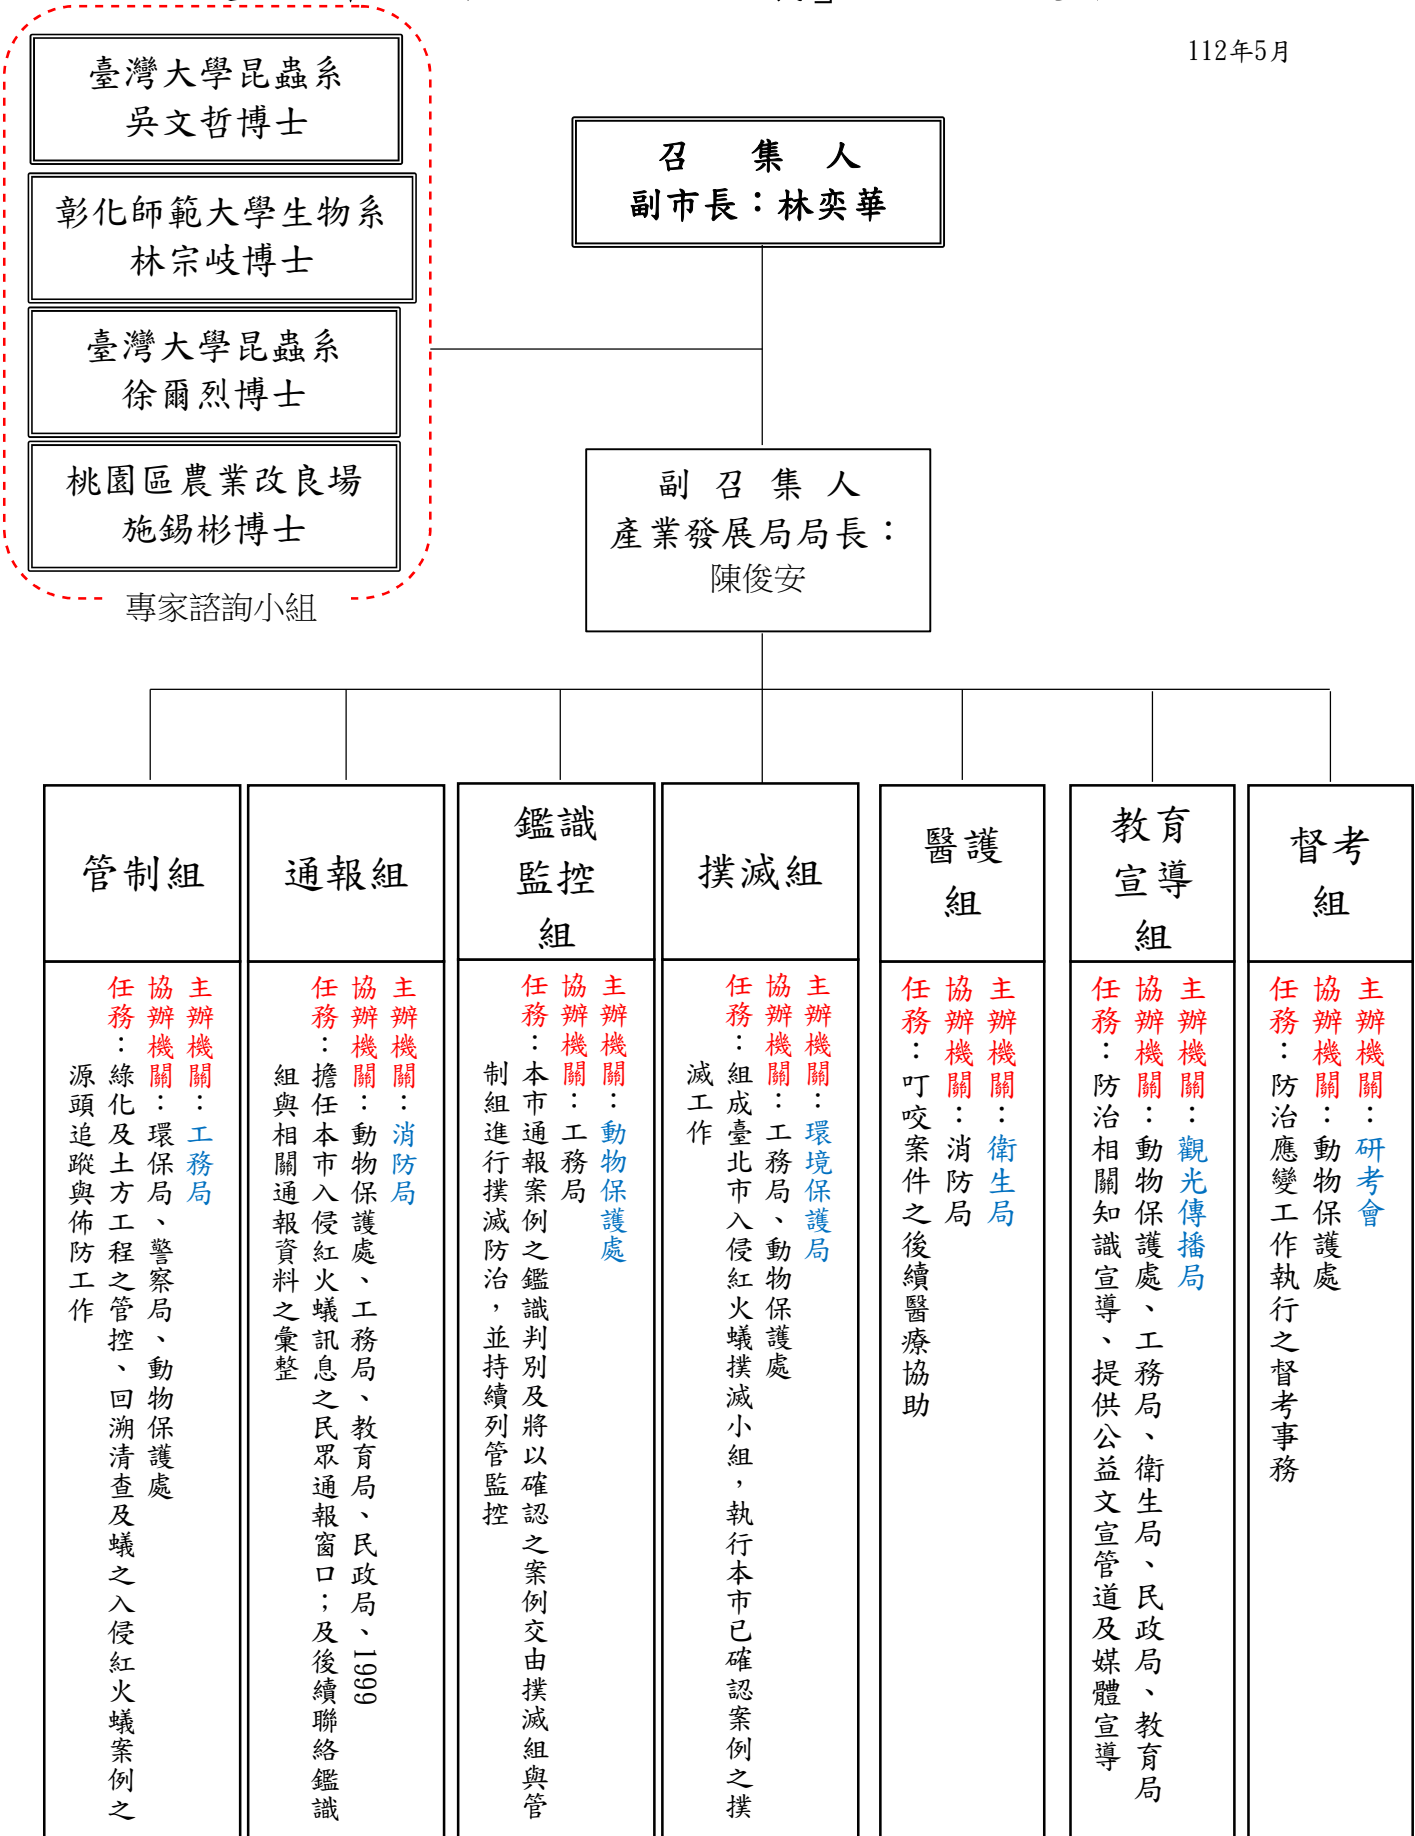 112年5月
臺灣大學昆蟲系
吳文哲博士
彰化師範大學生物系
林宗岐博士
臺灣大學昆蟲系
徐爾烈博士
桃園區農業改良場
施錫彬博士
專家諮詢小組
召集人
副市長：林奕華
副召集人
產業發展局局長：
陳俊安
管制組
主辦機關：工務局
協辦機關：環保局、警察局、動物保護處
任務：綠化及土方工程之管控、回溯清查及蟻之入侵紅火蟻案例之
源頭追蹤與佈防工作
通報組
主辦機關：消防局
協辦機關：動物保護處、工務局、教育局、民政局、1999
任務：擔任本市入侵紅火蟻訊息之民眾通報窗口；及後續聯絡鑑識
組與相關通報資料之彙整
鑑識
監控
組
主辦機關：動物保護處
協辦機關：工務局
任務：本市通報案例之鑑識判別及將以確認之案例交由撲滅組與管
制組進行撲滅防治，並持續列管監控
撲滅組
主辦機關：環境保護局
協辦機關：工務局、動物保護處
任務：組成臺北市入侵紅火蟻撲滅小組，執行本市已確認案例之撲
滅工作
醫護
組
主辦機關：衛生局
協辦機關：消防局
任務：叮咬案件之後續醫療協助
教育
宣導
組
主辦機關：觀光傳播局
協辦機關：動物保護處、工務局、衛生局、民政局、教育局
任務：防治相關知識宣導、提供公益文宣管道及媒體宣導
督考
組
主辦機關：研考會
協辦機關：動物保護處
任務：防治應變工作執行之督考事務